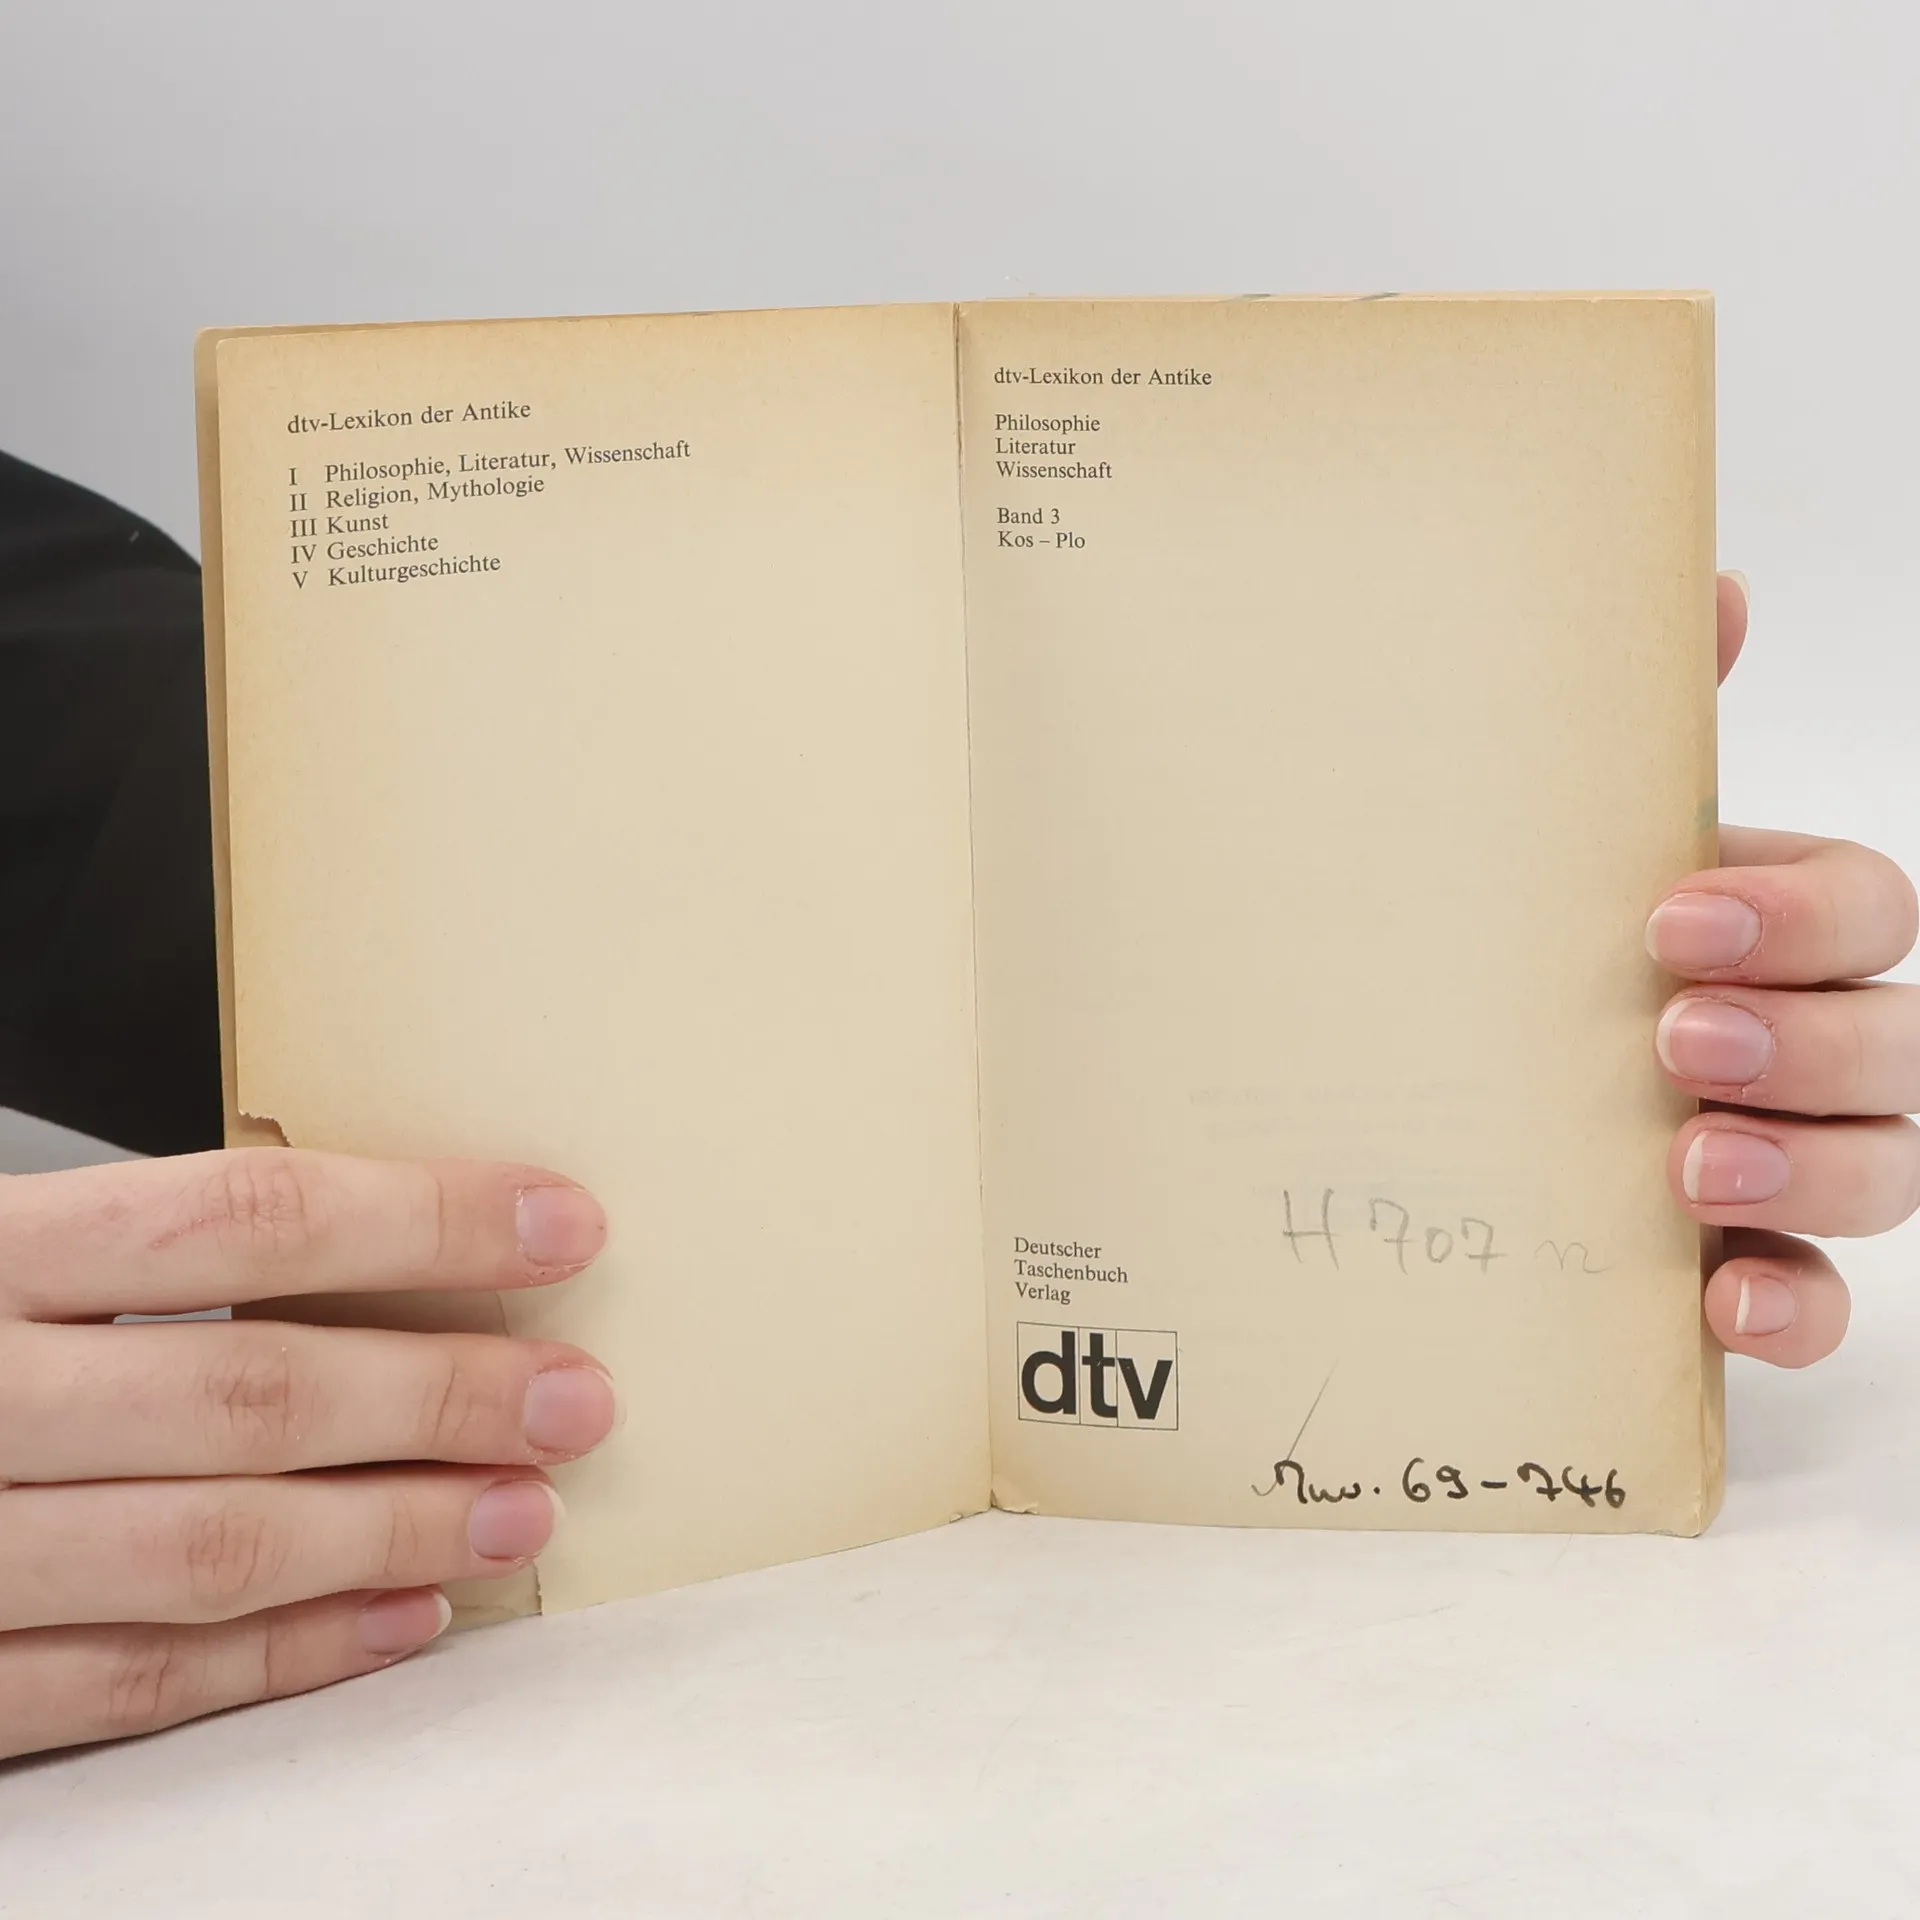 dtv-Lexikon der Antike
I Philosophie, Literatur, Wissenschaft
II Religion, Mythologie
III Kunst
IV Geschichte
V Kulturgeschichte
dtv-Lexikon der Antike
Philosophie
Literatur
Wissenschaft
Band 3
Kos – Plo
H 707 n
Deutscher
Taschenbuch
Verlag
dtv
Inv. 69-746